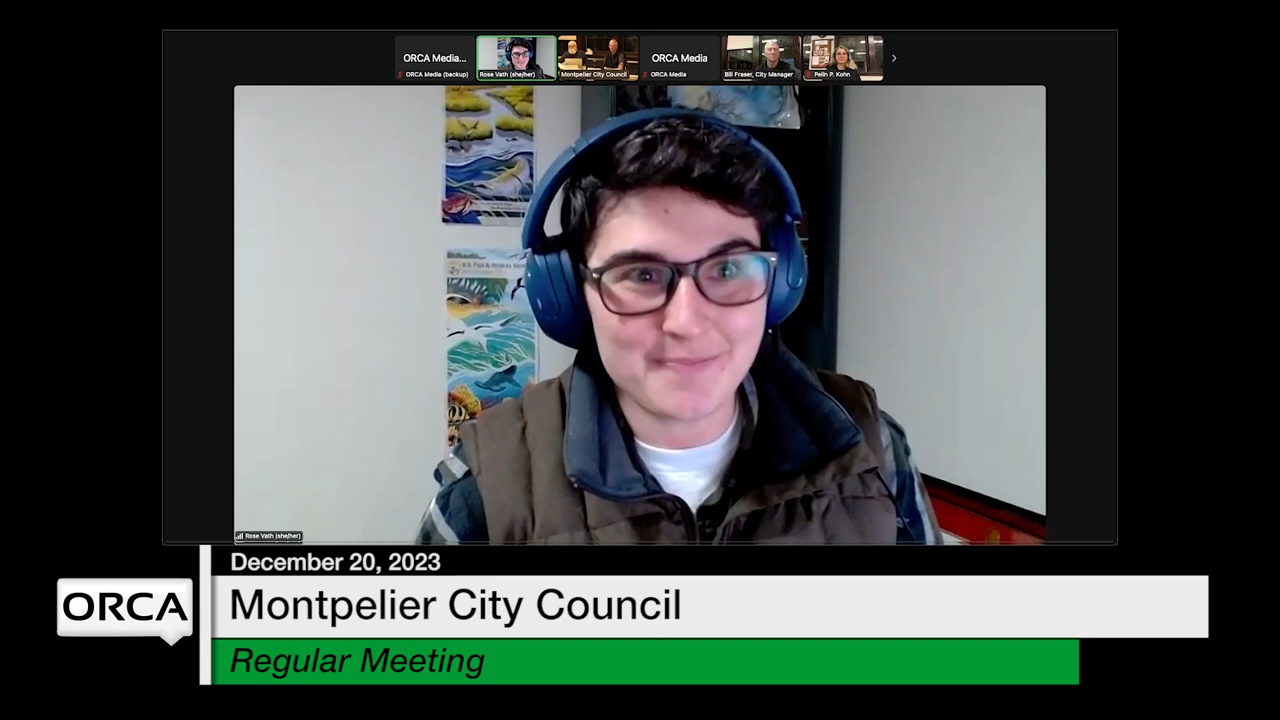 ORCA Media...
ORCA Media (backup)
Rose Vath (she/her)
Montpelier City Council
ORCA Media
ORCA Media
Bill Fraser, City Manager
Pelin P. Kohn
Rose Vath (she/her)
December 20, 2023
ORCA
Montpelier City Council
Regular Meeting